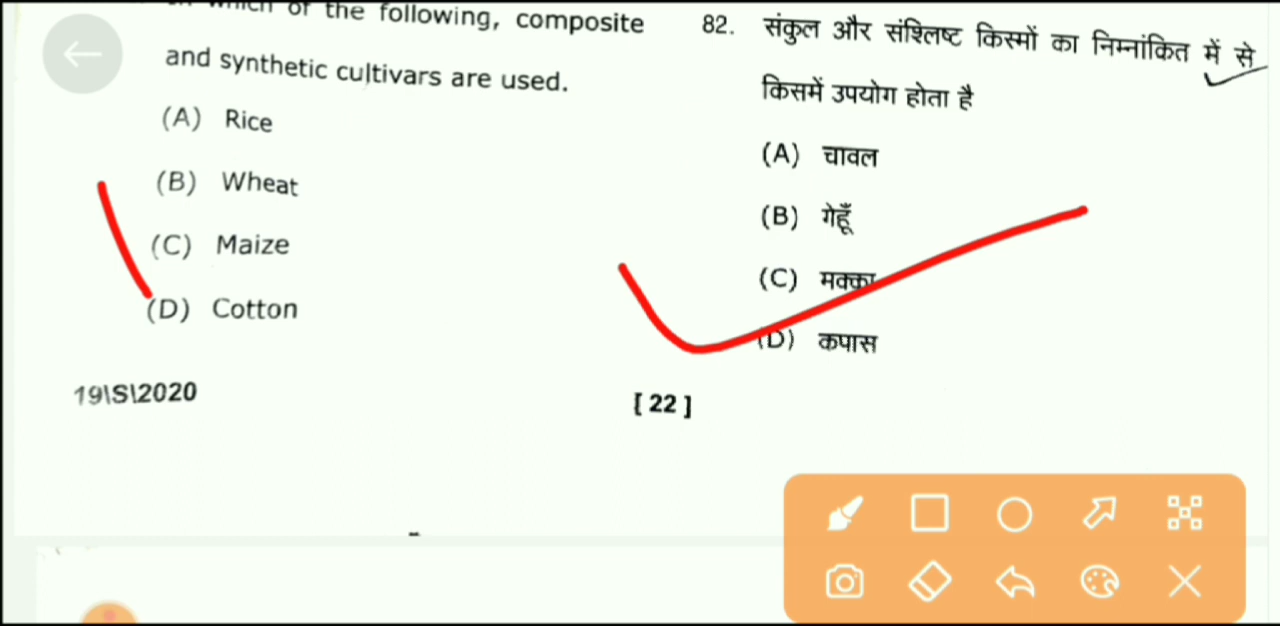 of the following, composite
and synthetic cultivars are used.
(A) Rice
(B) Wheat
(C) Maize
(D) Cotton
19\S\2020
82. संकुल और संश्लिष्ट किस्मों का निम्नांकित में से
किसमें उपयोग होता है
(A) चावल
(B) गेहूँ
(C) मक्का
(D) कपास
[ 22 ]